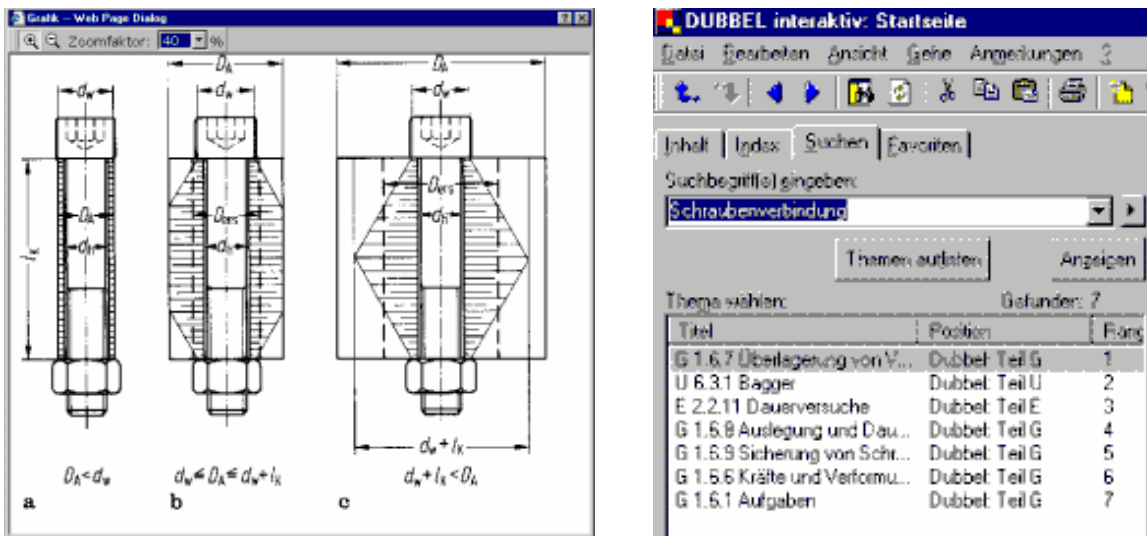 Grafik -- Web Page Dialog
Zoomfaktor: 40 %
D_A D_A
d_w d_w d_w
D_A D_ers D_ers
d_h d_h d_h
l_K
d_w + l_K
D_A < d_w d_w ≤ D_A ≤ d_w + l_K d_w + l_K < D_A
a b c
DUBBEL interaktiv: Startseite
Datei Bearbeiten Ansicht Gehe Anmerkungen ?
Inhalt Index Suchen Favoriten
Suchbegriff(e) eingeben:
Schraubenverbindung
Themen auflisten Anzeigen
Thema wählen: Gefunden: 7
Titel Position Rang
G 1.6.7 Überlagerung von V... Dubbel: Teil G 1
U 6.3.1 Bagger Dubbel: Teil U 2
E 2.2.11 Dauerversuche Dubbel: Teil E 3
G 1.6.8 Auslegung und Dau... Dubbel: Teil G 4
G 1.6.9 Sicherung von Schr... Dubbel: Teil G 5
G 1.6.6 Kräfte und Verformu... Dubbel: Teil G 6
G 1.6.1 Aufgaben Dubbel: Teil G 7